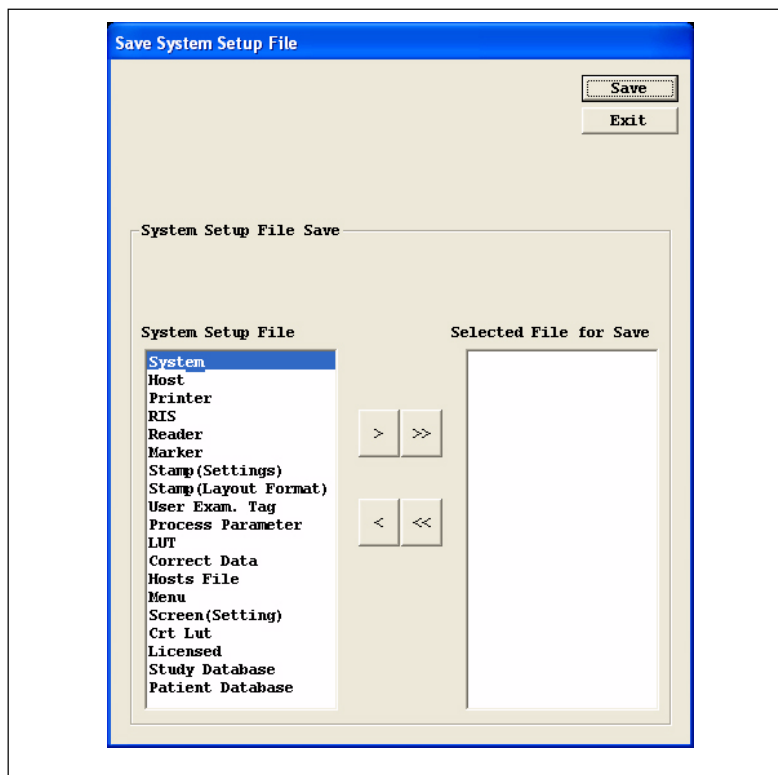 Save System Setup File
Save
Exit
System Setup File Save
System Setup File
Selected File for Save
System
Host
Printer
RIS
Reader
Marker
Stamp(Settings)
Stamp(Layout Format)
User Exam. Tag
Process Parameter
LUT
Correct Data
Hosts File
Menu
Screen(Setting)
Crt Lut
Licensed
Study Database
Patient Database
> >>
< <<